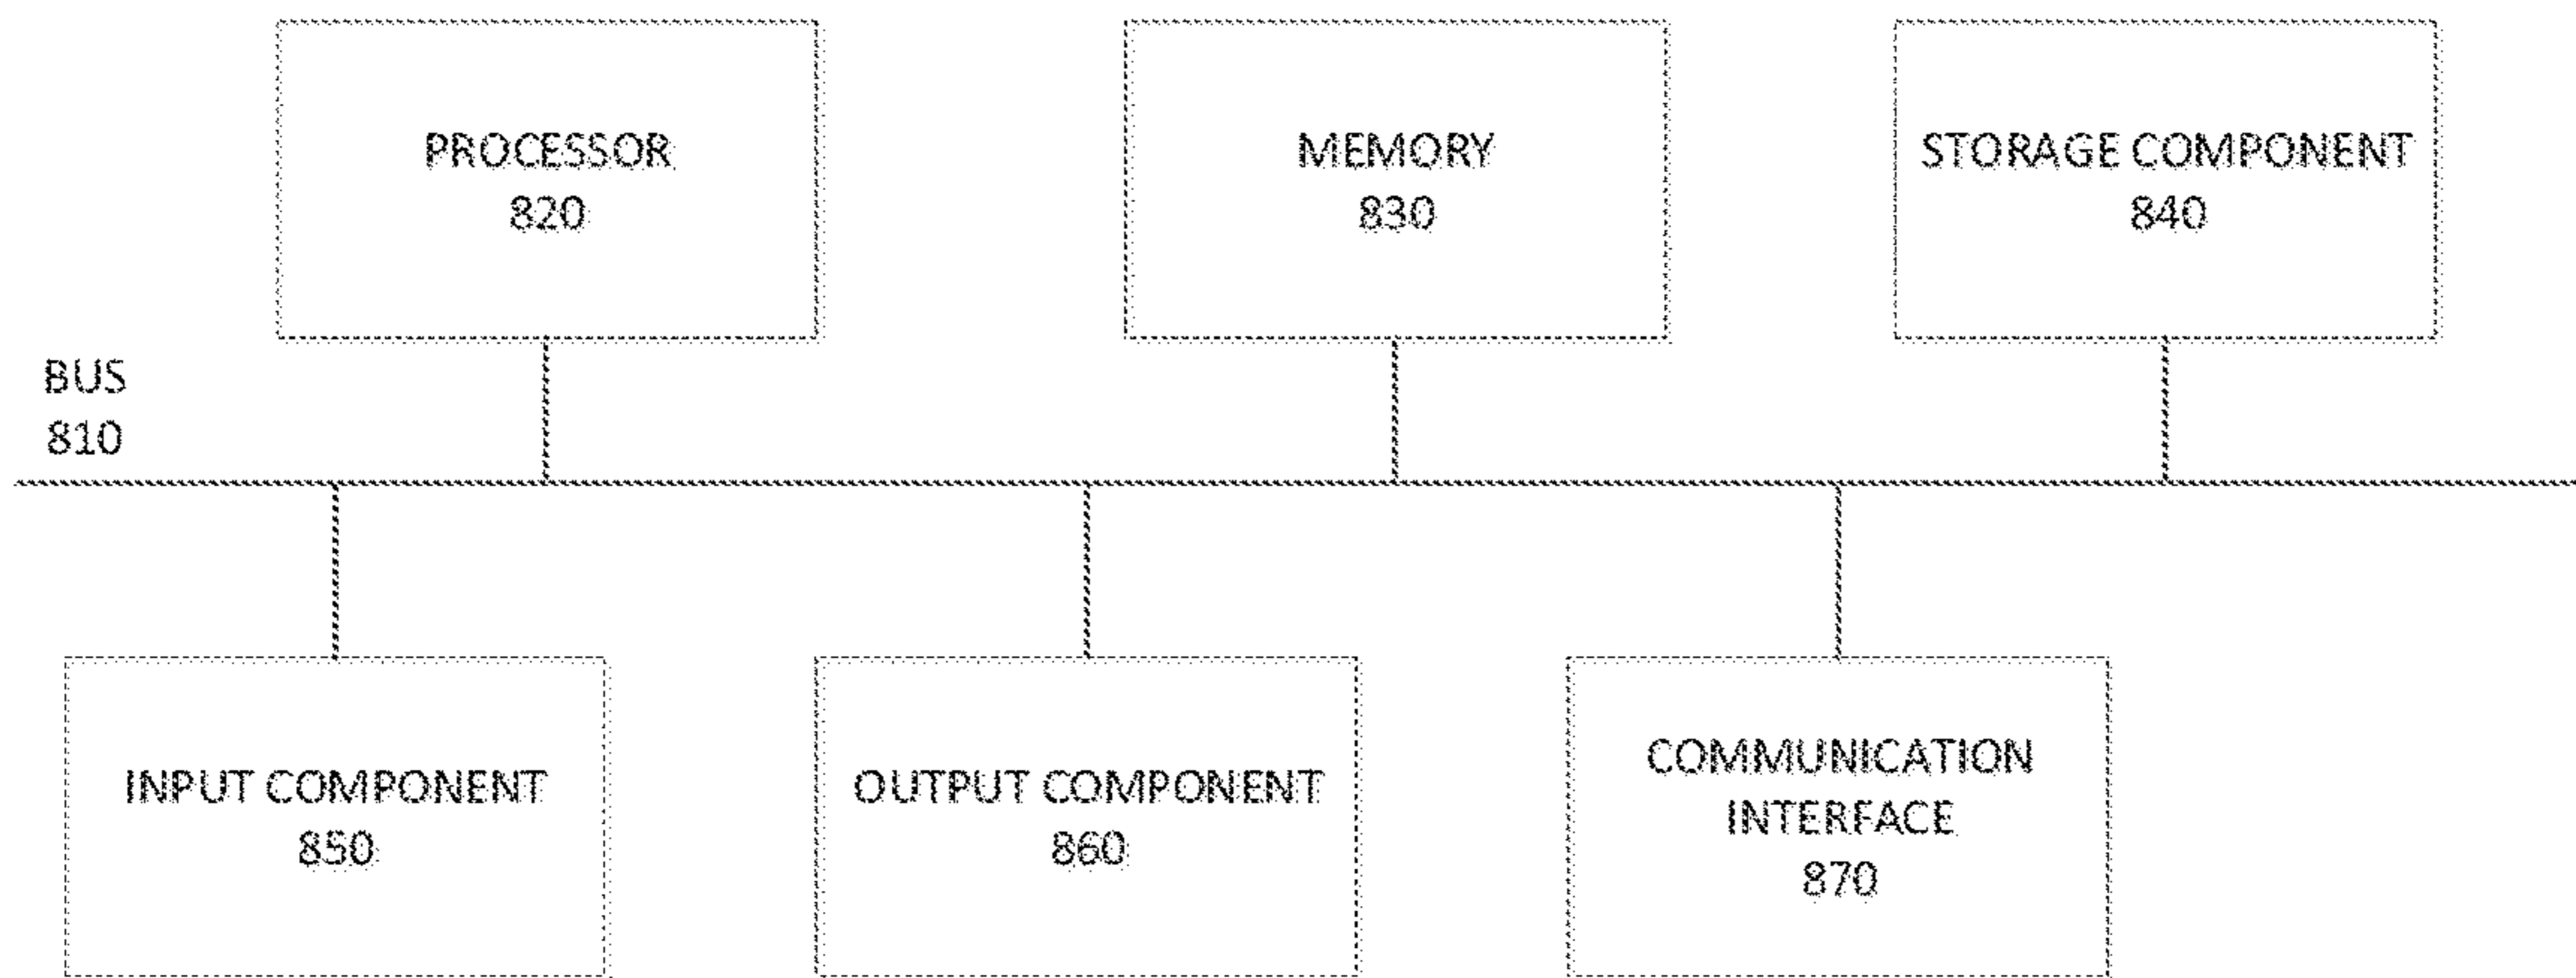 PROCESSOR
820
MEMORY
830
STORAGE COMPONENT
840
BUS
810
INPUT COMPONENT
850
OUTPUT COMPONENT
860
COMMUNICATION
INTERFACE
870